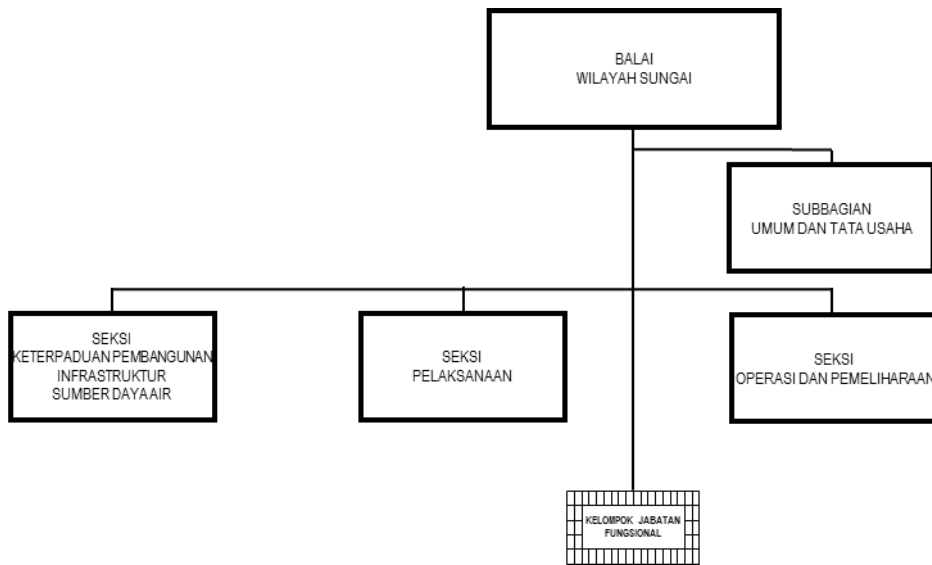 BALAI
WILAYAH SUNGAI
SUBBAGIAN
UMUM DAN TATA USAHA
SEKSI
KETERPADUAN PEMBANGUNAN
INFRASTRUKTUR
SUMBER DAYA AIR
SEKSI
PELAKSANAAN
SEKSI
OPERASI DAN PEMELIHARAAN
KELOMPOK JABATAN
FUNGSIONAL